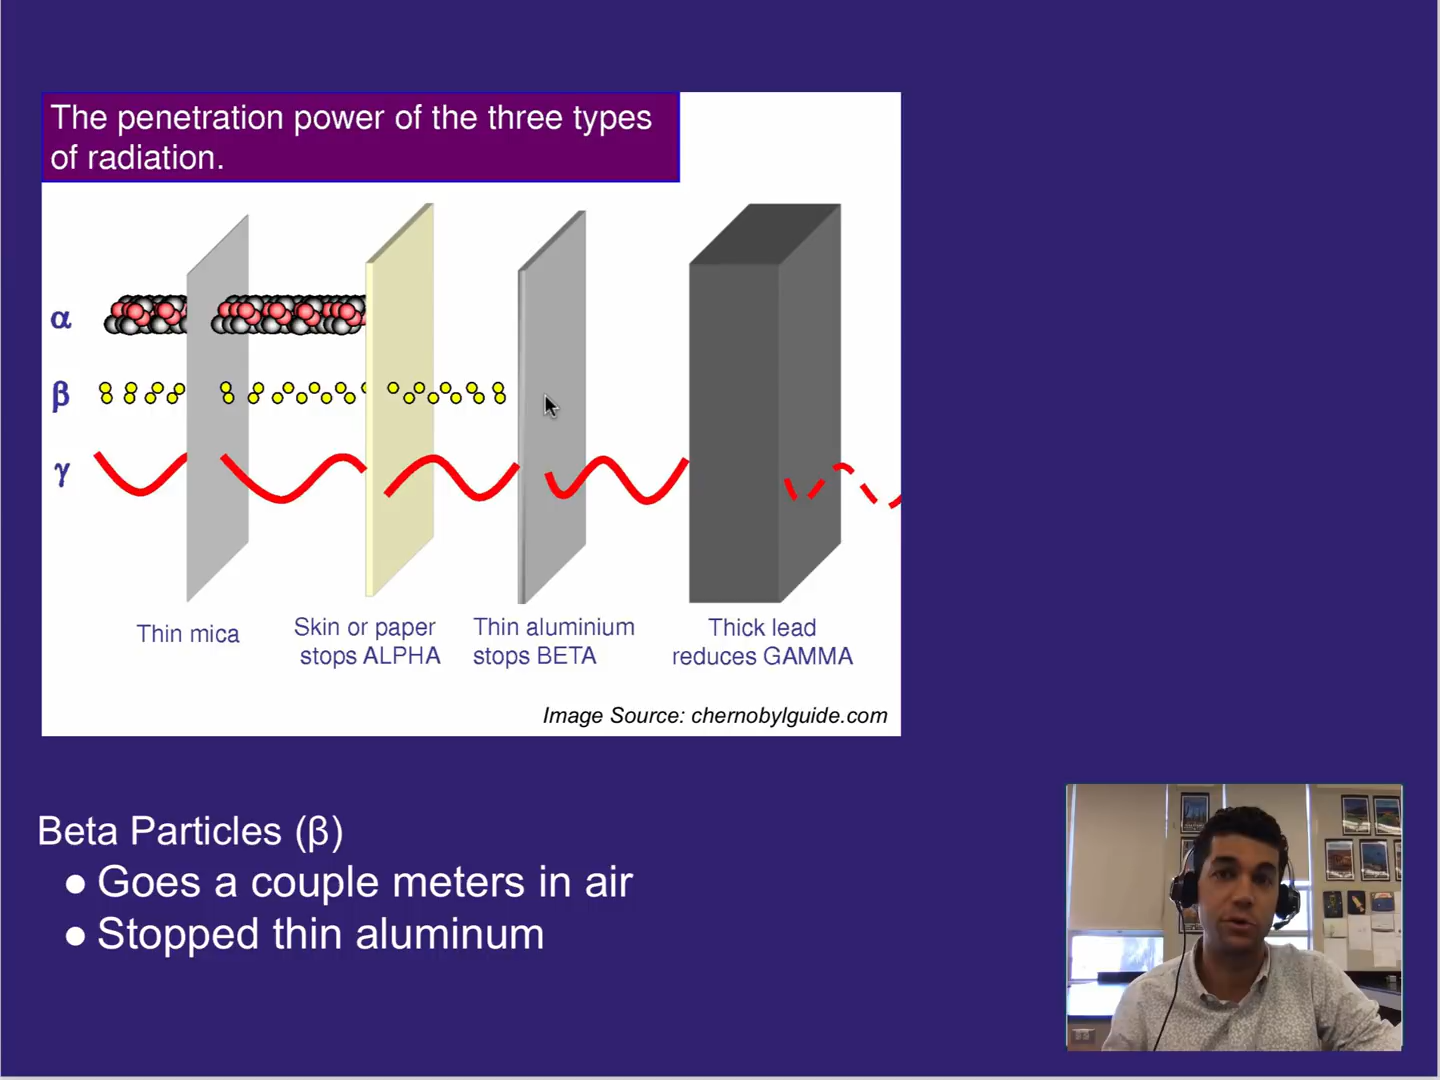 The penetration power of the three types
of radiation.
α
β
γ
Thin mica
Skin or paper
stops ALPHA
Thin aluminium
stops BETA
Thick lead
reduces GAMMA
Image Source: chernobylguide.com
Beta Particles (β)
● Goes a couple meters in air
● Stopped thin aluminum